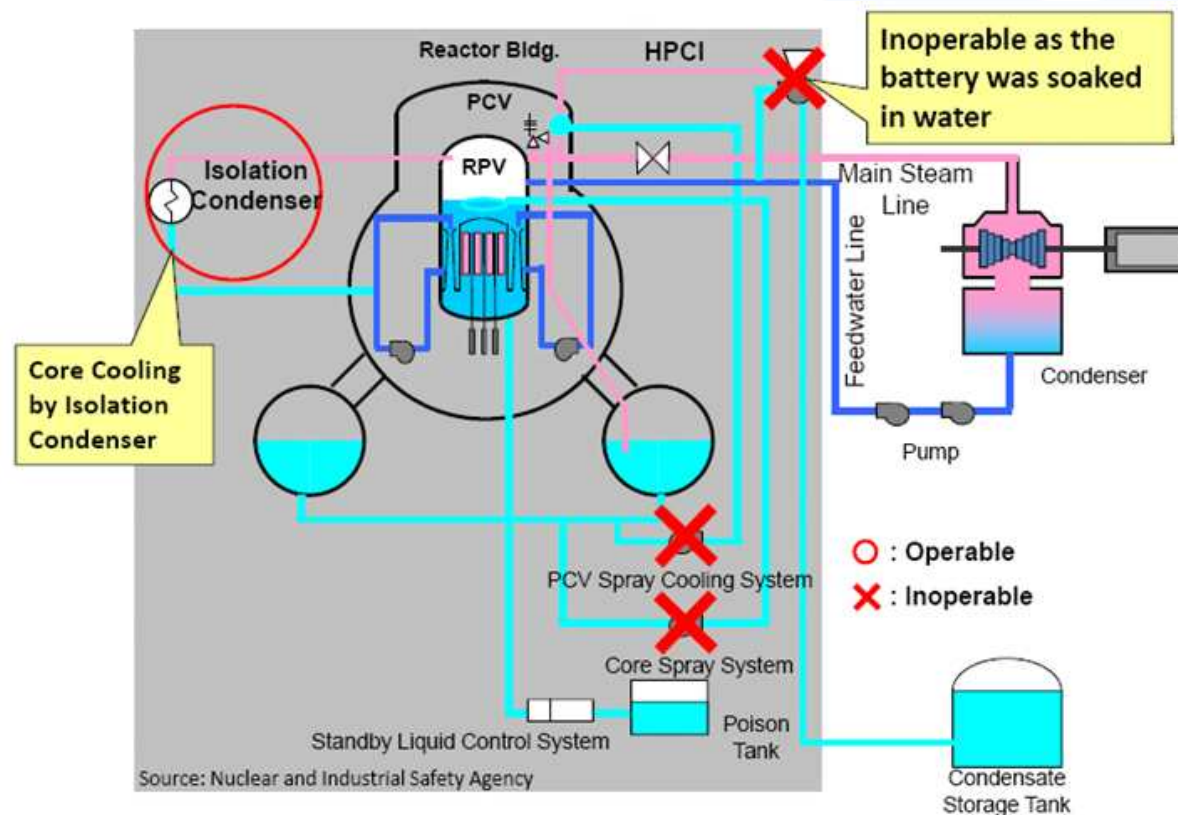 Reactor Bldg.
HPCI
Inoperable as the
battery was soaked
in water
PCV
Isolation
Condenser
RPV
Main Steam
Line
Feedwater Line
Core Cooling
by Isolation
Condenser
Condenser
Pump
: Operable
: Inoperable
PCV Spray Cooling System
Core Spray System
Poison
Tank
Standby Liquid Control System
Source: Nuclear and Industrial Safety Agency
Condensate
Storage Tank